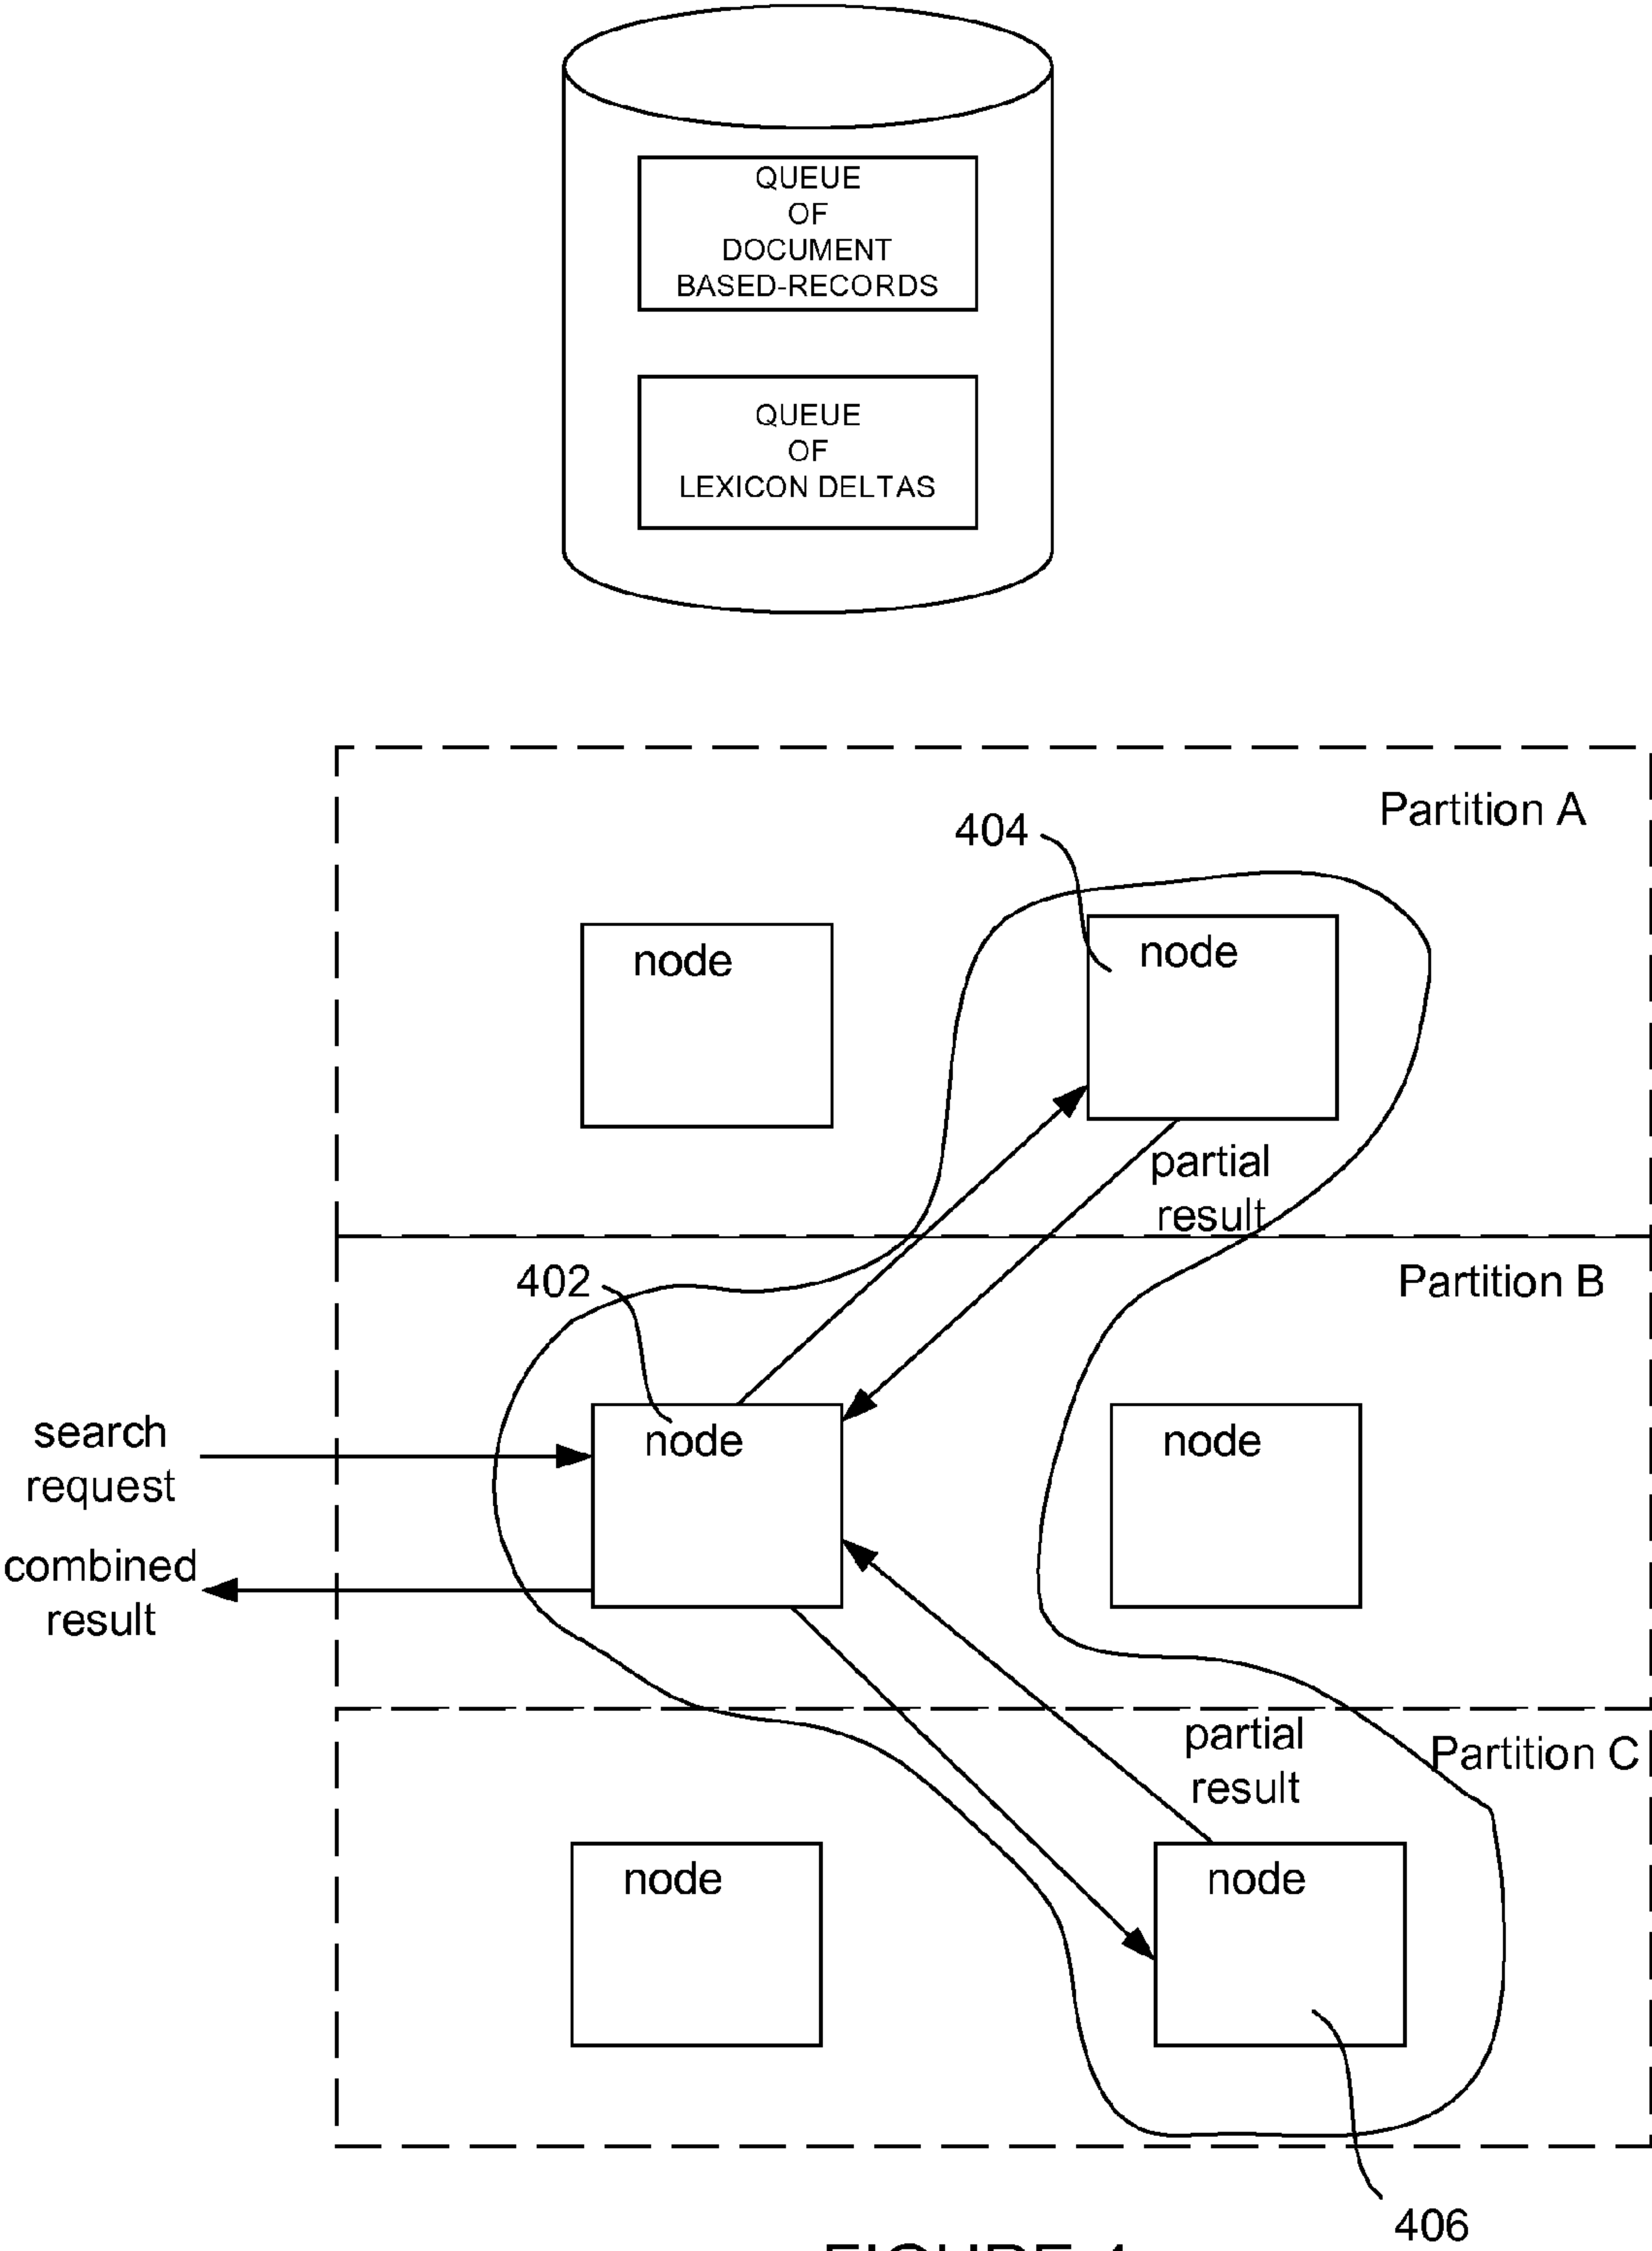 QUEUE
OF
DOCUMENT
BASED-RECORDS
QUEUE
OF
LEXICON DELTAS
Partition A
404
node
node
partial
result
402
Partition B
search
request
node
node
combined
result
partial
result
Partition C
node
node
406